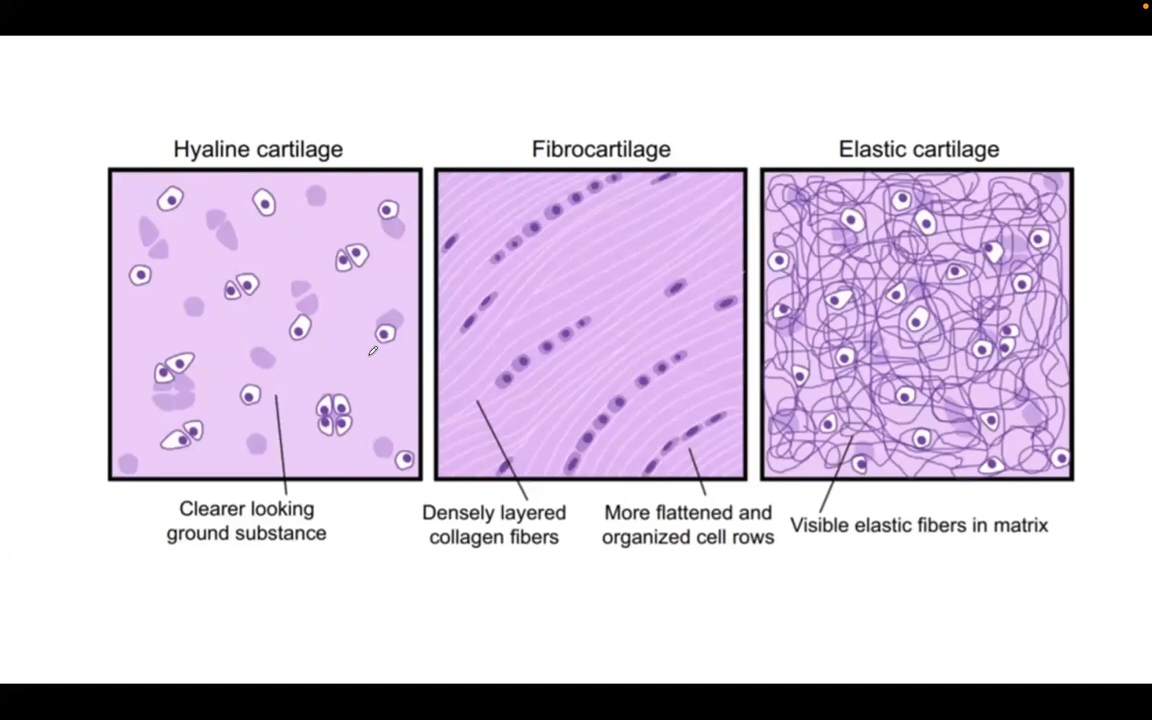 Hyaline cartilage
Fibrocartilage
Elastic cartilage
Clearer looking
ground substance
Densely layered
collagen fibers
More flattened and
organized cell rows
Visible elastic fibers in matrix